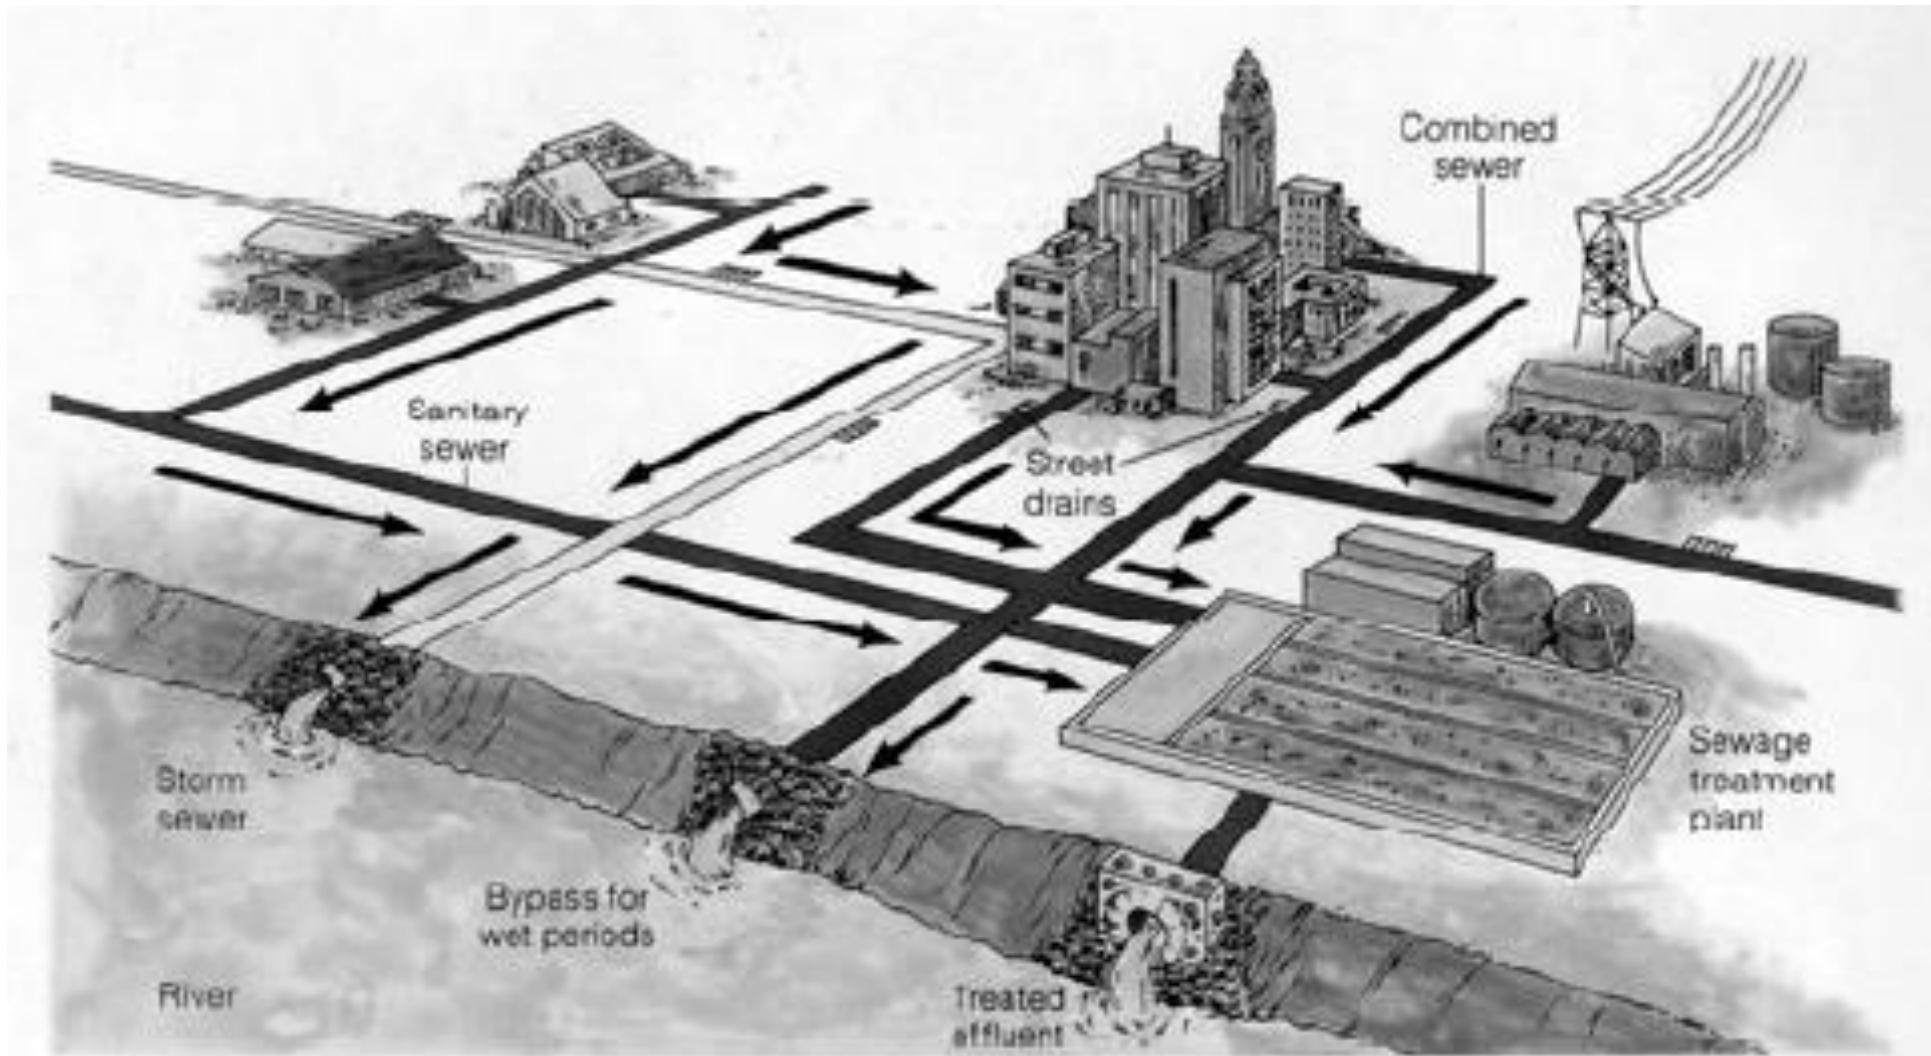 Combined
sewer
Sanitary
sewer
Street
drains
Sewage
treatment
plant
Storm
sewer
Bypass for
wet periods
River
Treated
effluent